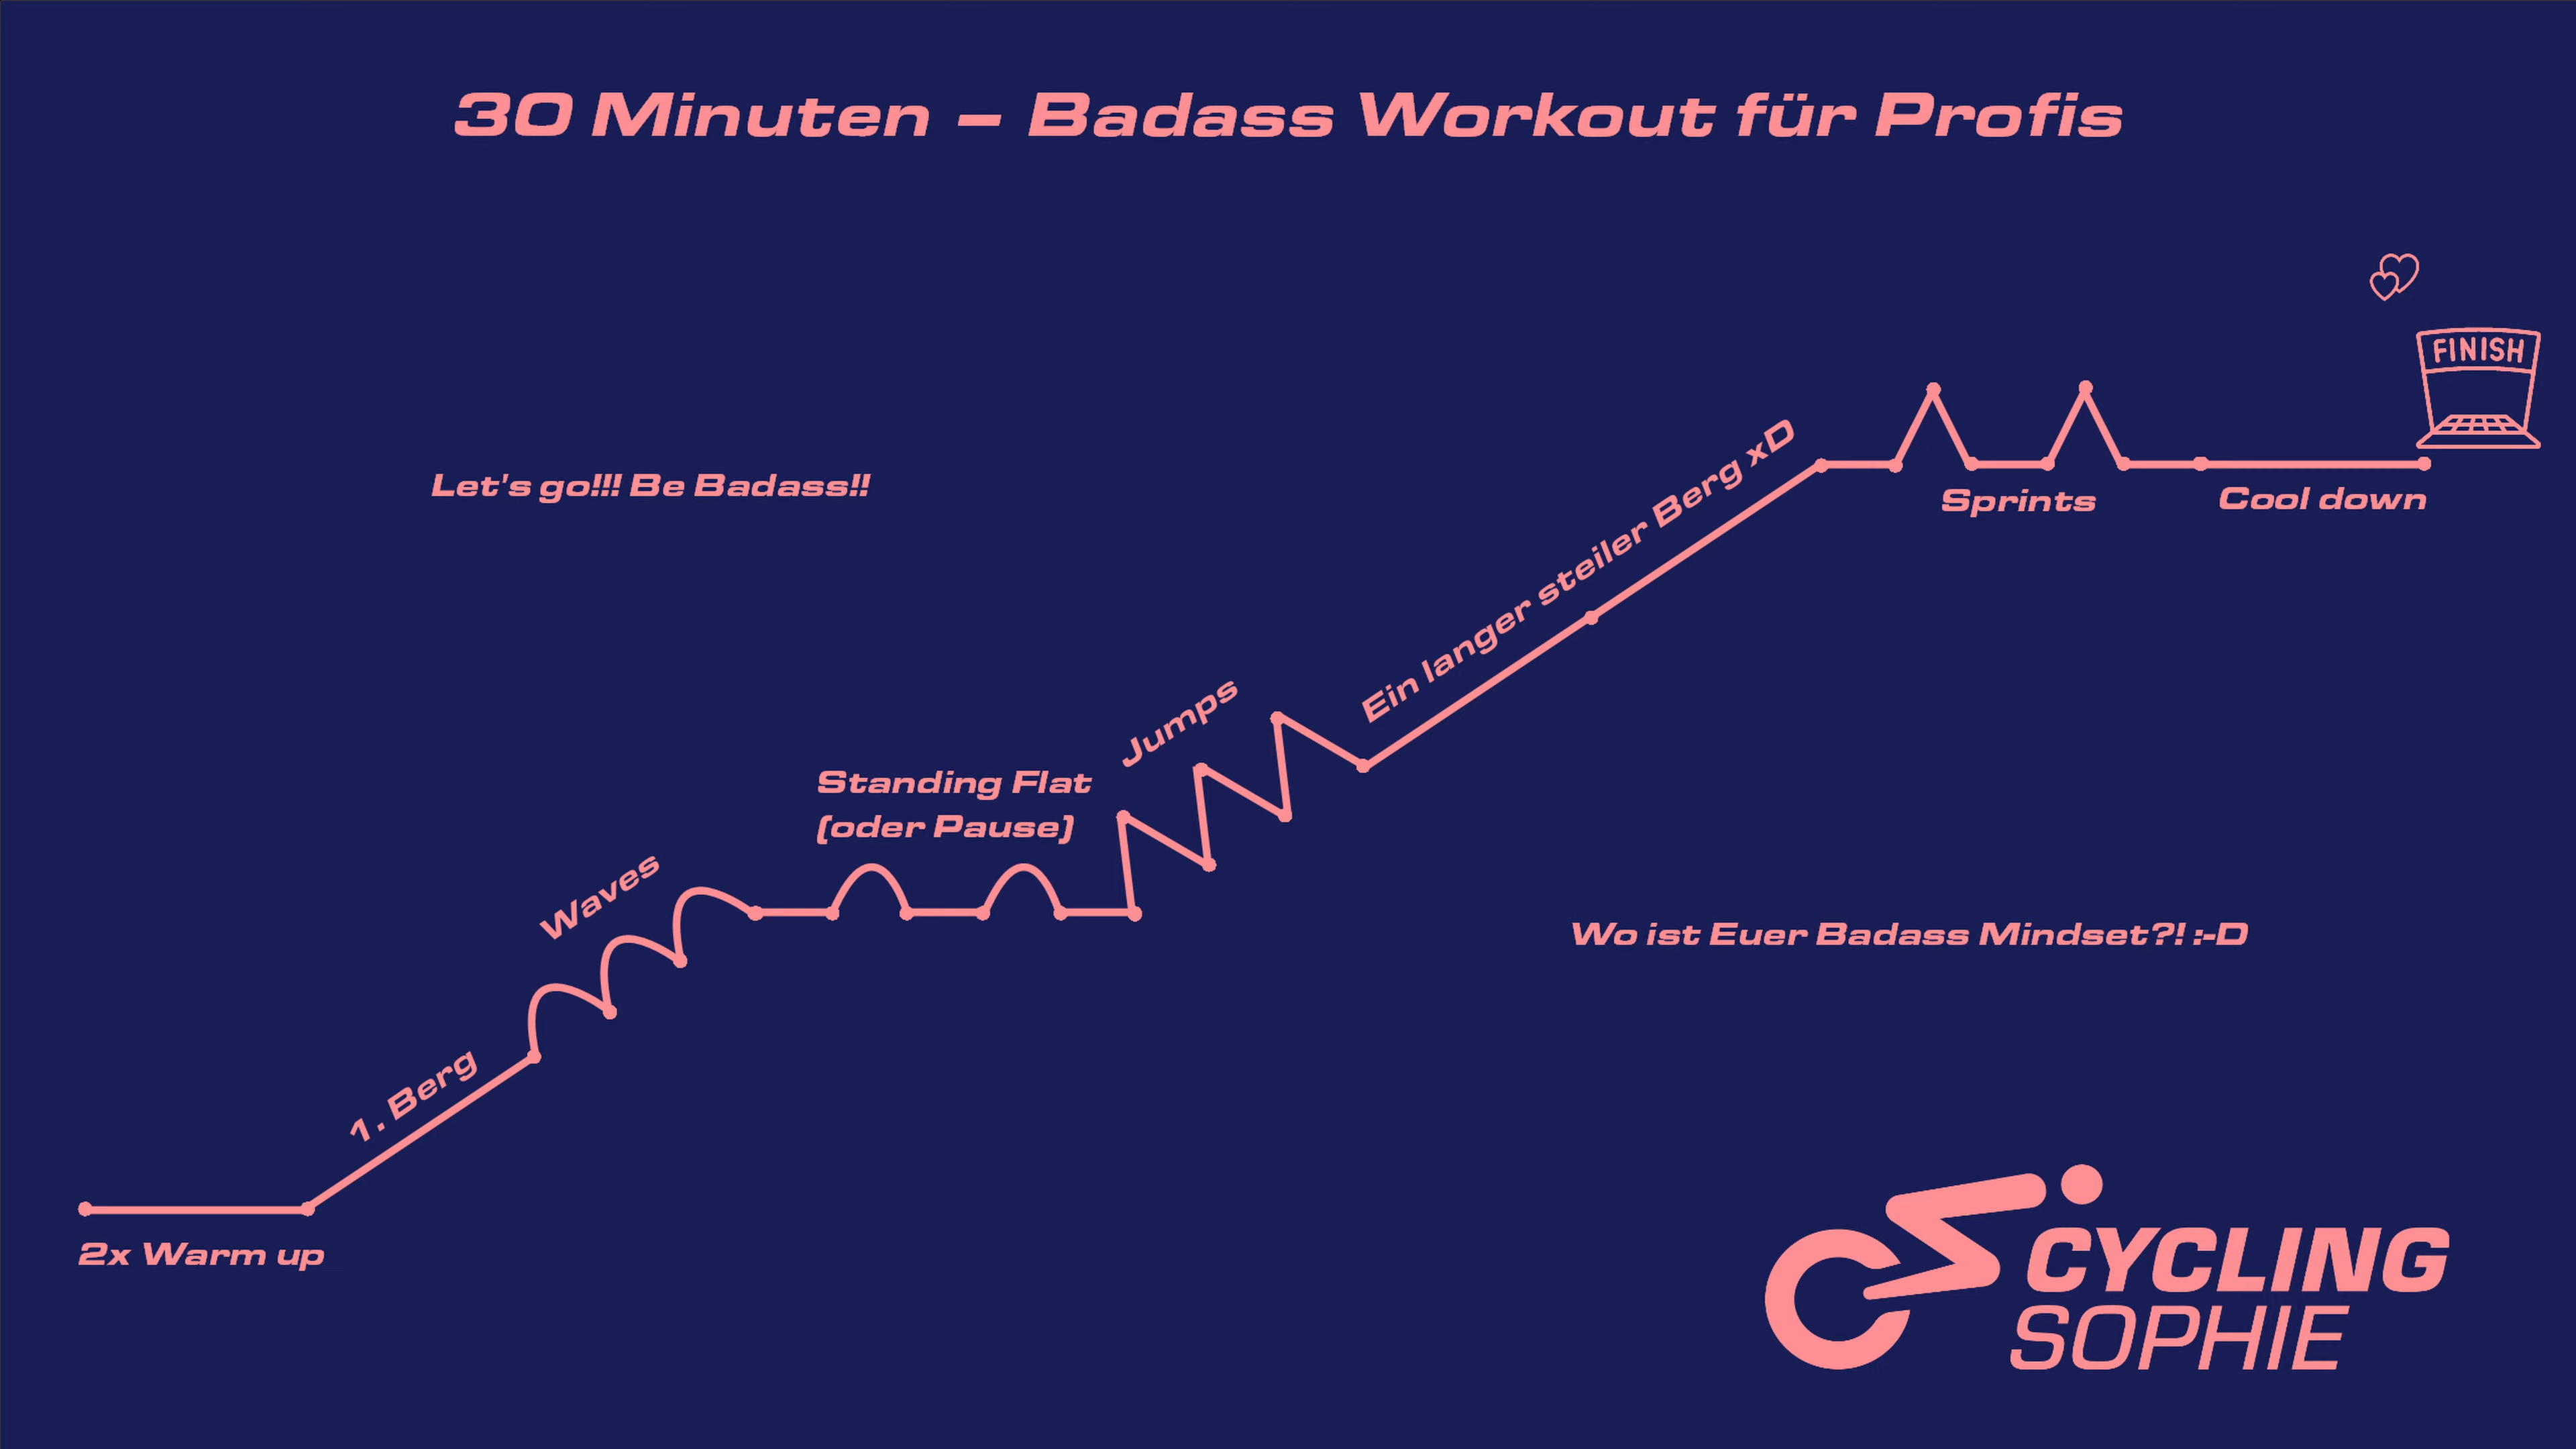 30 Minuten – Badass Workout für Profis
FINISH
Let's go!!! Be Badass!!
Ein langer steiler Berg xD
Sprints
Cool down
Jumps
Standing Flat
(oder Pause)
Waves
Wo ist Euer Badass Mindset?! :-D
1. Berg
2x Warm up
CYCLING
SOPHIE